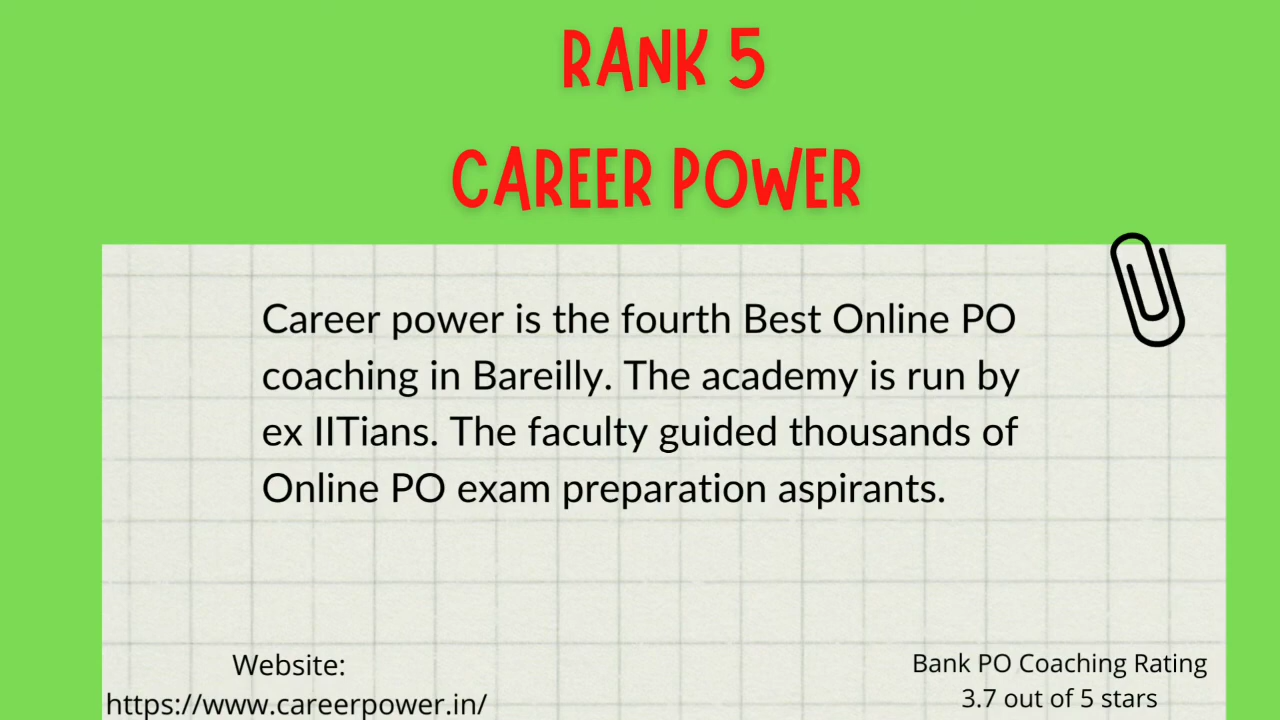 RANK 5
CAREER POWER
Career power is the fourth Best Online PO
coaching in Bareilly. The academy is run by
ex IITians. The faculty guided thousands of
Online PO exam preparation aspirants.
Website:
https://www.careerpower.in/
Bank PO Coaching Rating
3.7 out of 5 stars